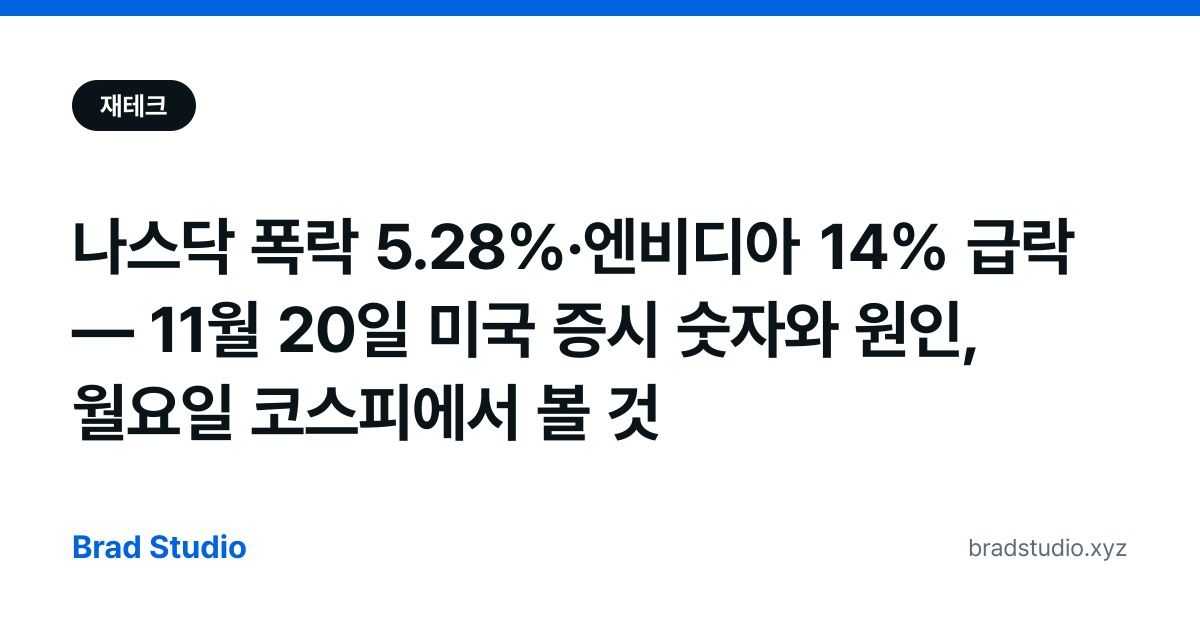 재테크
나스닥 폭락 5.28%·엔비디아 14% 급락
— 11월 20일 미국 증시 숫자와 원인,
월요일 코스피에서 볼 것
Brad Studio
bradstudio.xyz